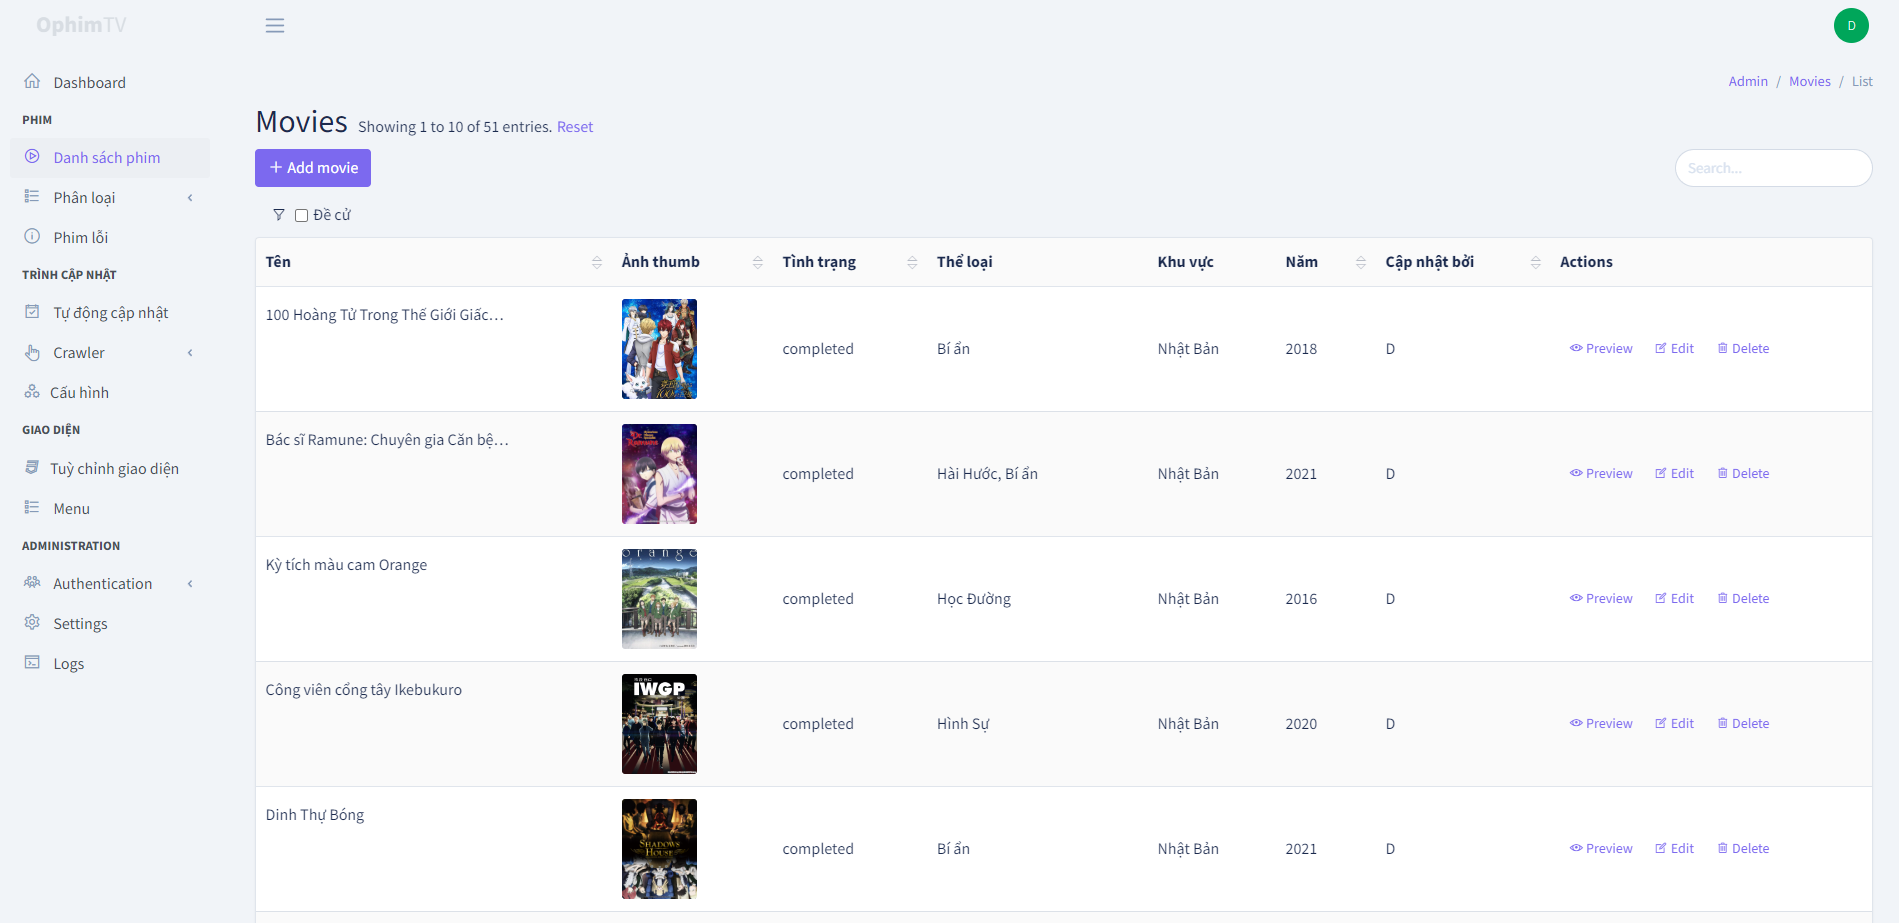 OphimTV
D
Dashboard
PHIM
Danh sách phim
Phân loại
Phim lỗi
TRÌNH CẬP NHẬT
Tự động cập nhật
Crawler
Cấu hình
GIAO DIỆN
Tuỳ chỉnh giao diện
Menu
ADMINISTRATION
Authentication
Settings
Logs
Admin / Movies / List
Movies Showing 1 to 10 of 51 entries. Reset
+ Add movie
Search...
Đề cử
Tên Ảnh thumb Tình trạng Thể loại Khu vực Năm Cập nhật bởi Actions
100 Hoàng Tử Trong Thế Giới Giấc… completed Bí ẩn Nhật Bản 2018 D Preview Edit Delete
Bác sĩ Ramune: Chuyên gia Căn bệ… completed Hài Hước, Bí ẩn Nhật Bản 2021 D Preview Edit Delete
orange
Kỳ tích màu cam Orange completed Học Đường Nhật Bản 2016 D Preview Edit Delete
IWGP
Công viên cổng tây Ikebukuro completed Hình Sự Nhật Bản 2020 D Preview Edit Delete
Dinh Thự Bóng completed Bí ẩn Nhật Bản 2021 D Preview Edit Delete
SHADOWS
HOUSE